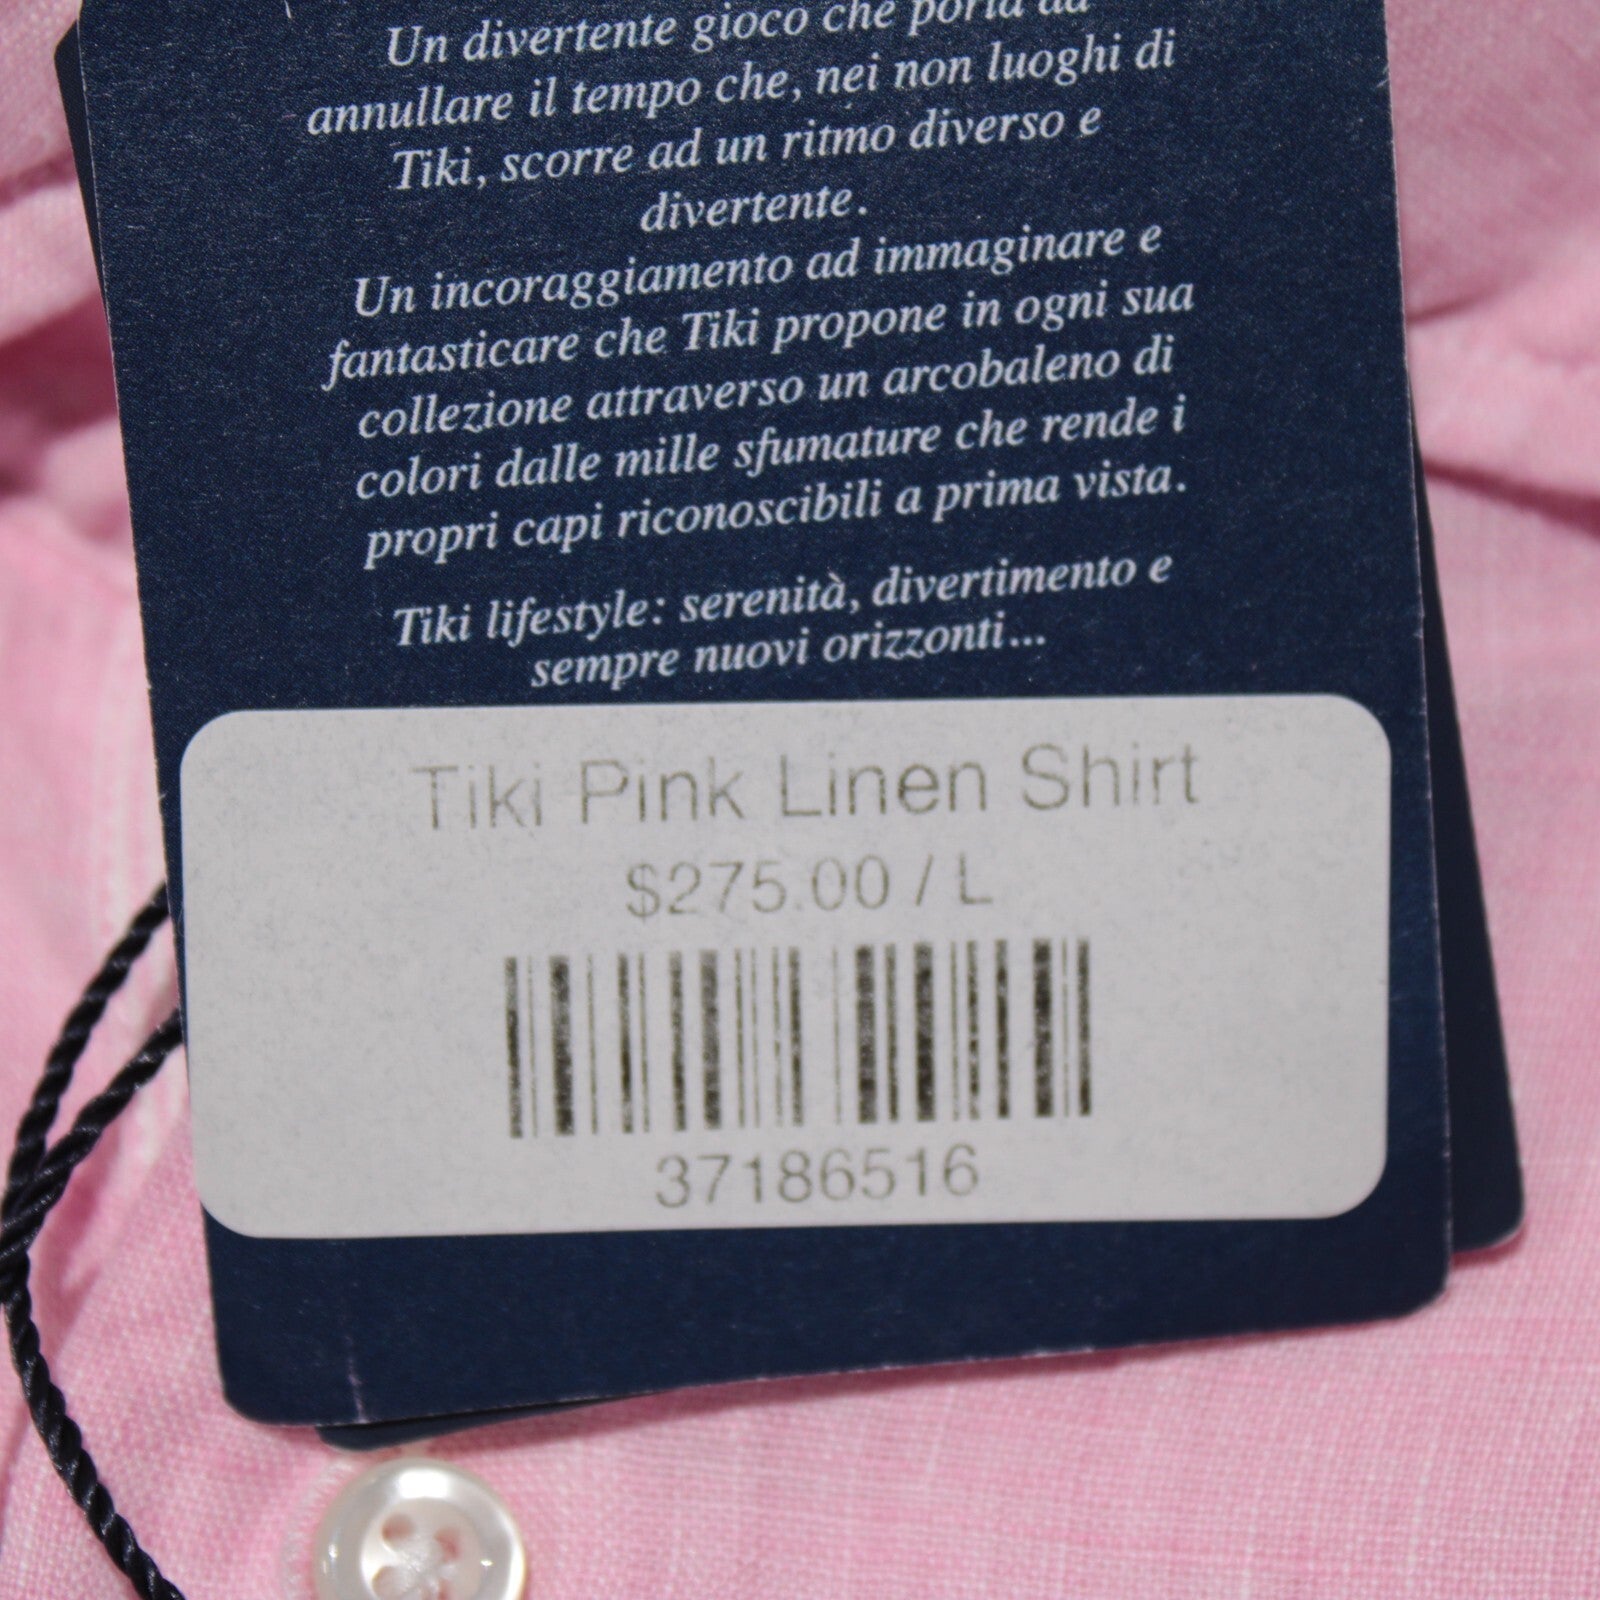 Un divertente gioco che porta ad
annullare il tempo che, nei non luoghi di
Tiki, scorre ad un ritmo diverso e
divertente.
Un incoraggiamento ad immaginare e
fantasticare che Tiki propone in ogni sua
collezione attraverso un arcobaleno di
colori dalle mille sfumature che rende i
propri capi riconoscibili a prima vista.
Tiki lifestyle: serenità, divertimento e
sempre nuovi orizzonti...
Tiki Pink Linen Shirt
$275.00 / L
37186516